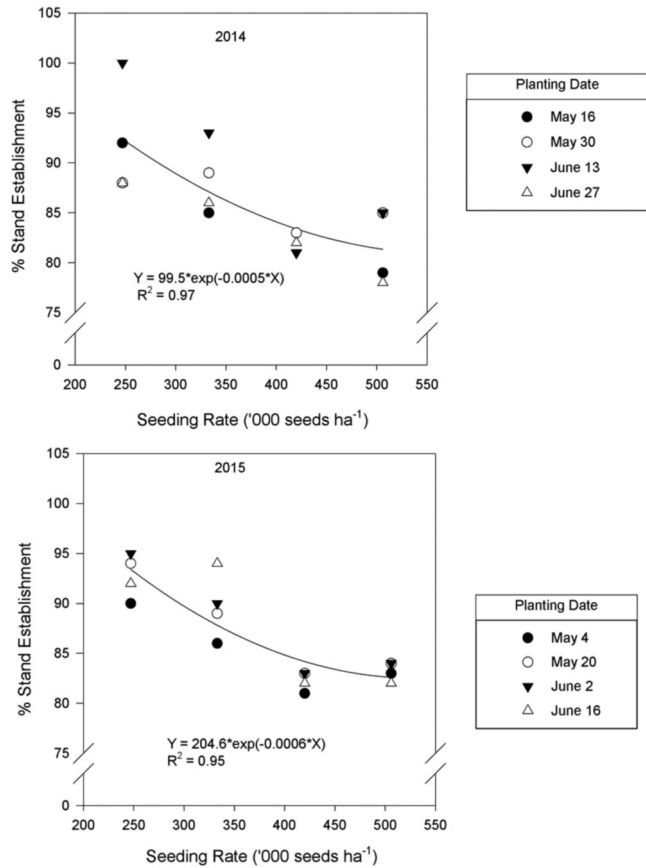 2014
105
100
95
90
85
80
75
0
% Stand Establishment
Y = 99.5*exp(-0.0005*X)
R² = 0.97
200 250 300 350 400 450 500 550
Seeding Rate ('000 seeds ha⁻¹)
Planting Date
May 16
May 30
June 13
June 27
2015
105
100
95
90
85
80
75
0
% Stand Establishment
Y = 204.6*exp(-0.0006*X)
R² = 0.95
200 250 300 350 400 450 500 550
Seeding Rate ('000 seeds ha⁻¹)
Planting Date
May 4
May 20
June 2
June 16